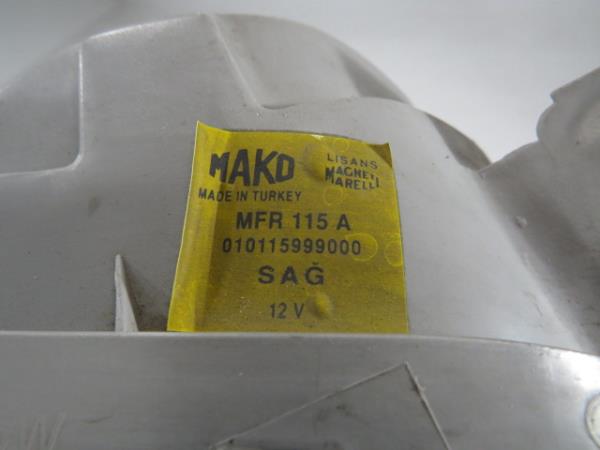 MAKO
LISANS
MAGNETI
MARELLI
MADE IN TURKEY
MFR 115 A
010115999000
SAĞ
12 V